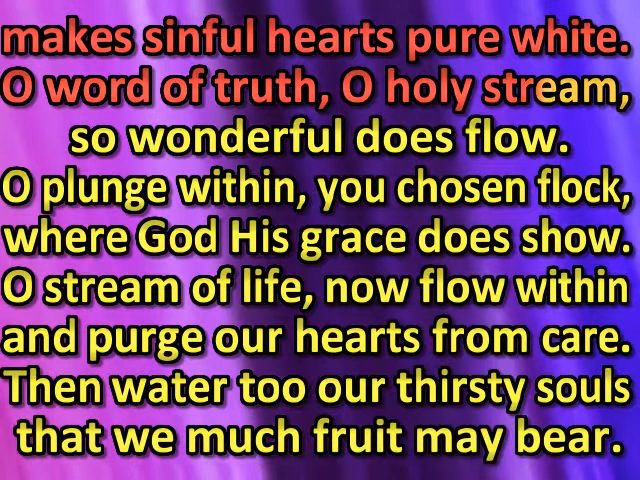 makes sinful hearts pure white.
O word of truth, O holy stream,
so wonderful does flow.
O plunge within, you chosen flock,
where God His grace does show.
O stream of life, now flow within
and purge our hearts from care.
Then water too our thirsty souls
that we much fruit may bear.